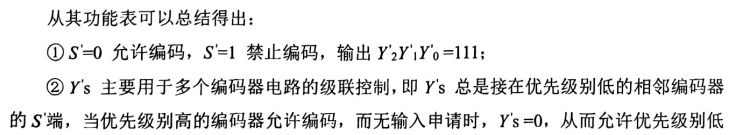 从其功能表可以总结得出：
① S'=0 允许编码，S'=1 禁止编码，输出 Y'₂Y'₁Y'₀=111；
② Y's 主要用于多个编码器电路的级联控制，即 Y's 总是接在优先级别低的相邻编码器
的 S'端，当优先级别高的编码器允许编码，而无输入申请时，Y's=0，从而允许优先级别低